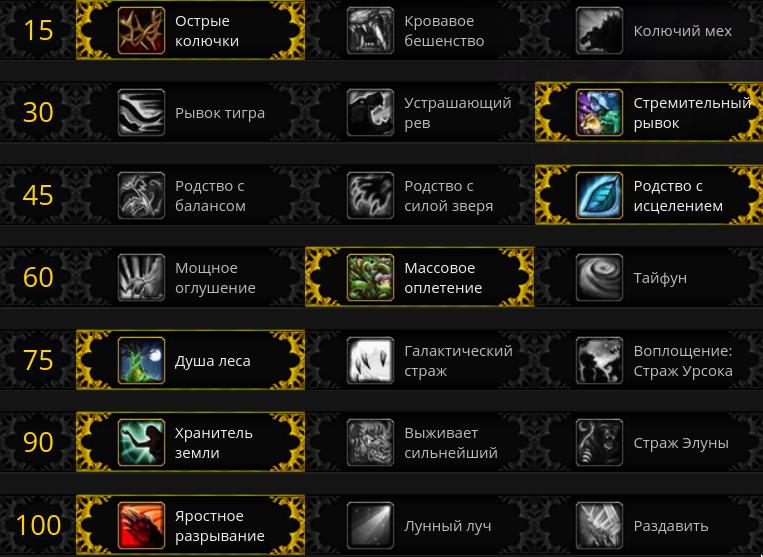 15
Острые
колючки
Кровавое
бешенство
Колючий мех
30
Рывок тигра
Устрашающий
рев
Стремительный
рывок
45
Родство с
балансом
Родство с
силой зверя
Родство с
исцелением
60
Мощное
оглушение
Массовое
оплетение
Тайфун
75
Душа леса
Галактический
страж
Воплощение:
Страж Урсока
90
Хранитель
земли
Выживает
сильнейший
Страж Элуны
100
Яростное
разрывание
Лунный луч
Раздавить